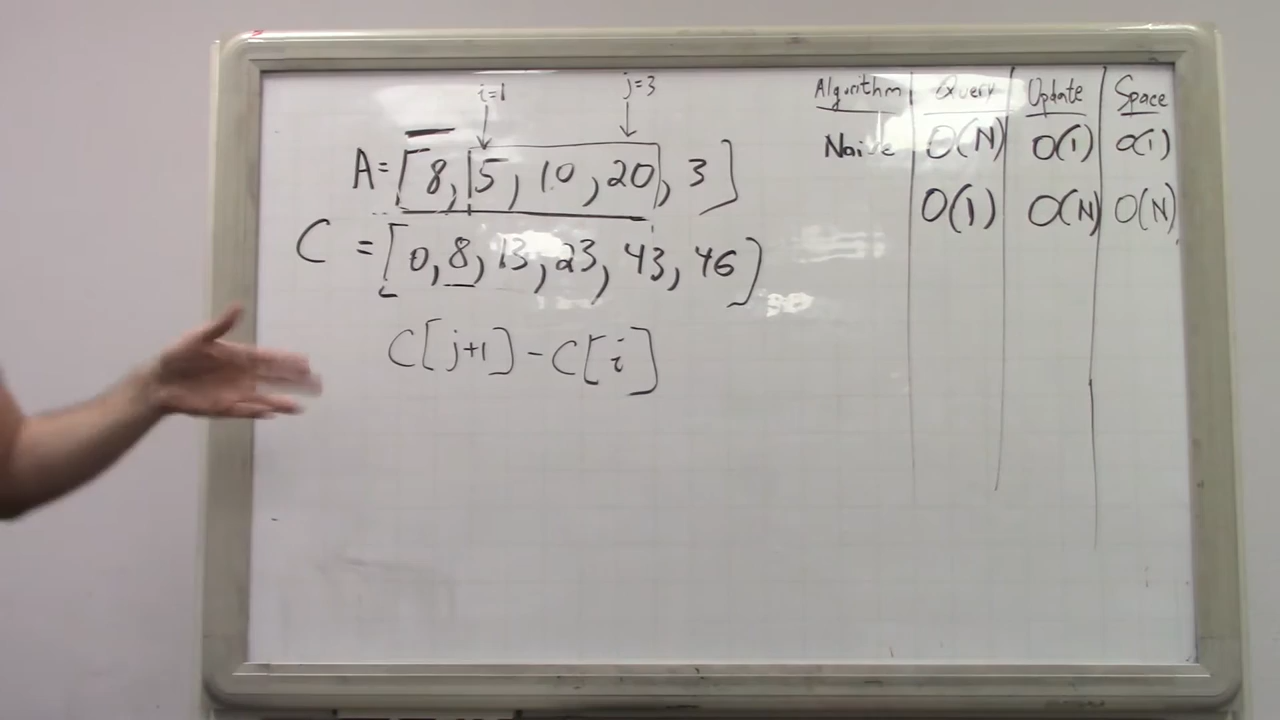 i=1 j=3
A=[8, 5, 10, 20, 3]
C = [0, 8, 13, 23, 43, 46]
C[j+1] - C[i]
Algorithm Query Update Space
Naive O(N) O(1) O(1)
O(1) O(N) O(N)